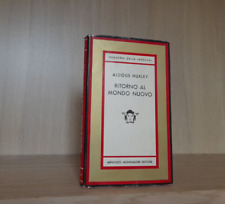 ALDOUS HUXLEY
RITORNO AL
MONDO NUOVO
ARNOLDO MONDADORI EDITORE